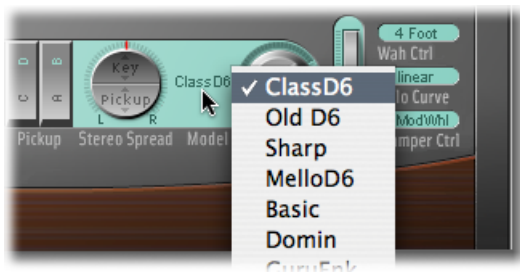 4 Foot
Wah Ctrl
D B
C A
Key
Pickup
L R
ClassD6
linear
lo Curve
ModWhl
mper Ctrl
Pickup Stereo Spread Model
✓ ClassD6
Old D6
Sharp
MelloD6
Basic
Domin